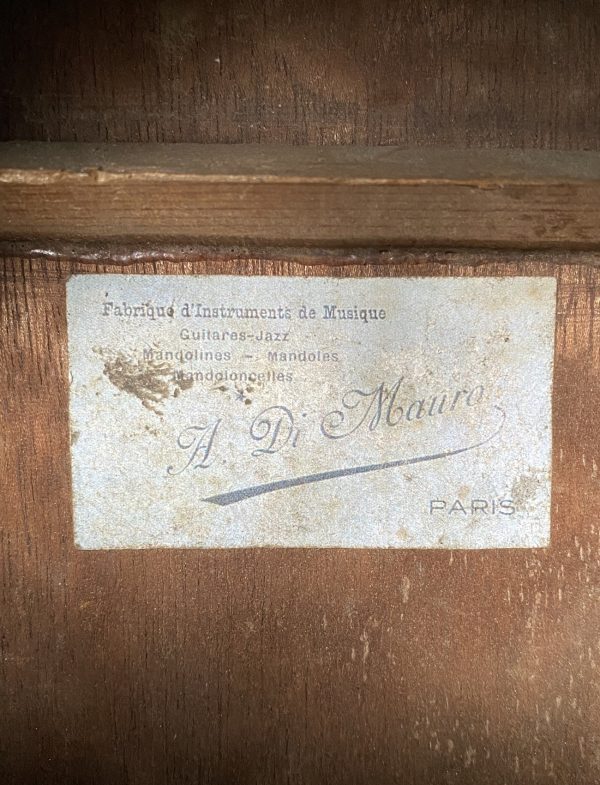 Fabrique d'Instruments de Musique
Guitares-Jazz
Mandolines - Mandoles
Mandoloncelles
A. Di Mauro
PARIS